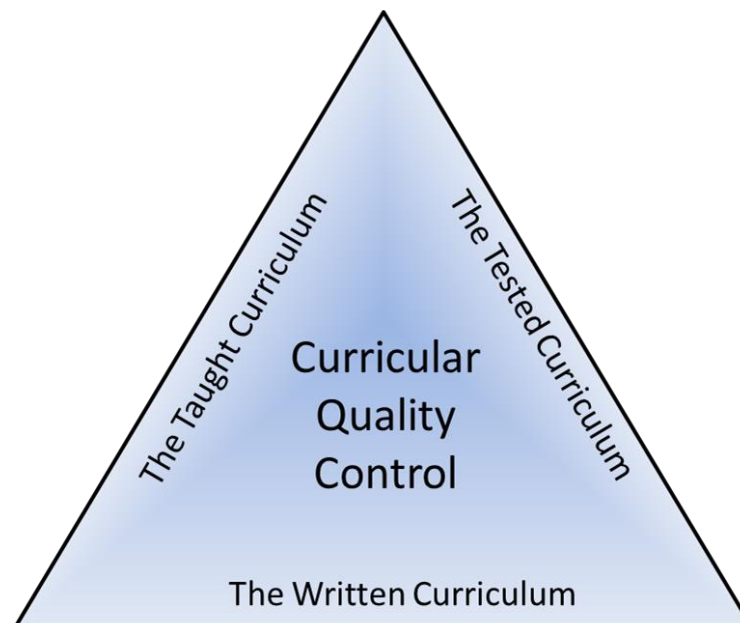 The Taught Curriculum
The Tested Curriculum
Curricular
Quality
Control
The Written Curriculum